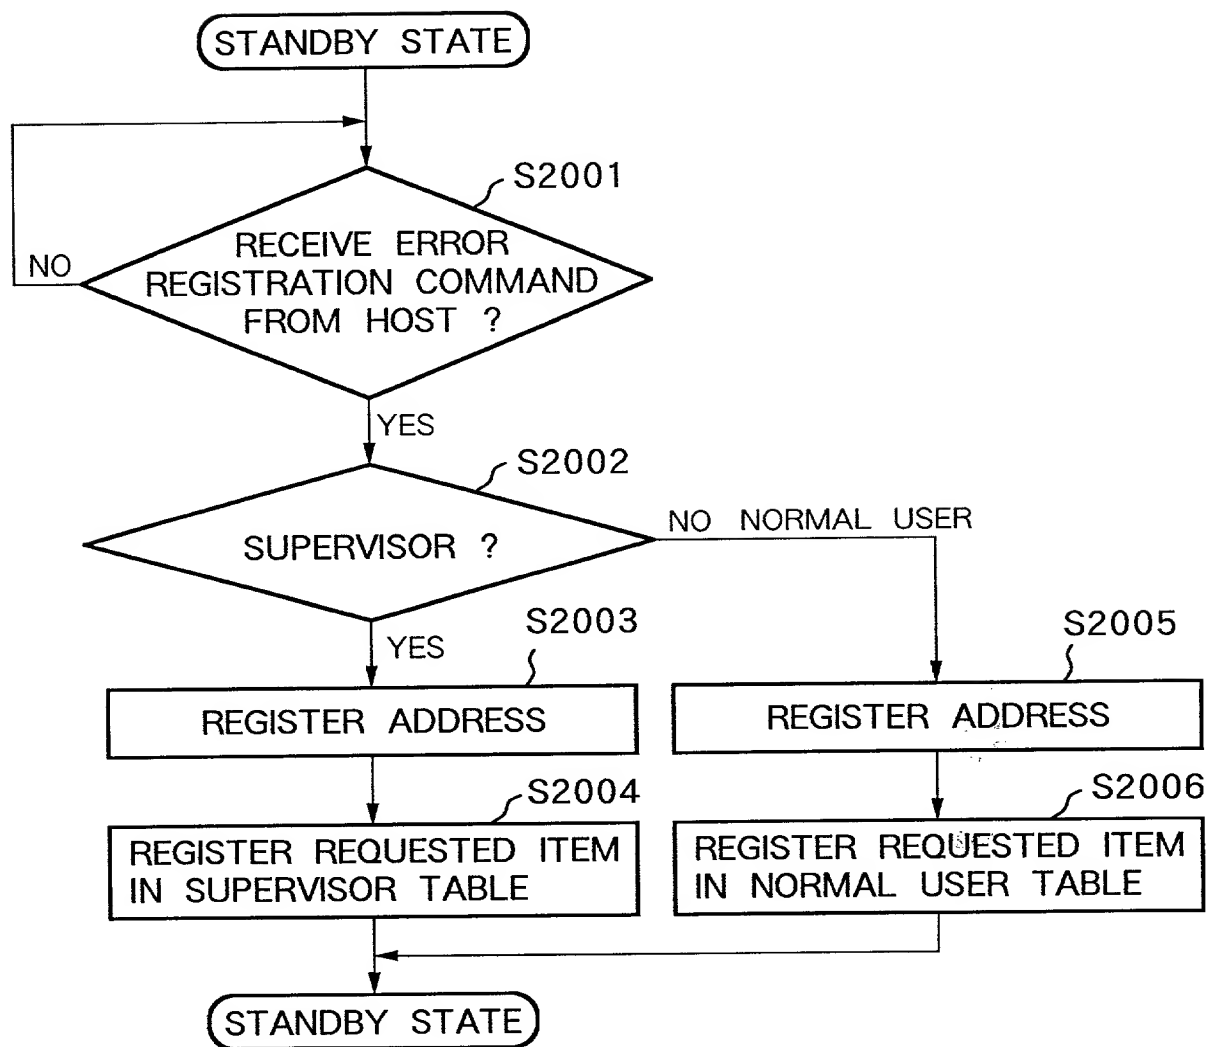 STANDBY STATE
S2001
RECEIVE ERROR
REGISTRATION COMMAND
FROM HOST ?
NO
YES
S2002
SUPERVISOR ?
NO NORMAL USER
YES
S2003
REGISTER ADDRESS
S2005
REGISTER ADDRESS
S2004
REGISTER REQUESTED ITEM
IN SUPERVISOR TABLE
S2006
REGISTER REQUESTED ITEM
IN NORMAL USER TABLE
STANDBY STATE